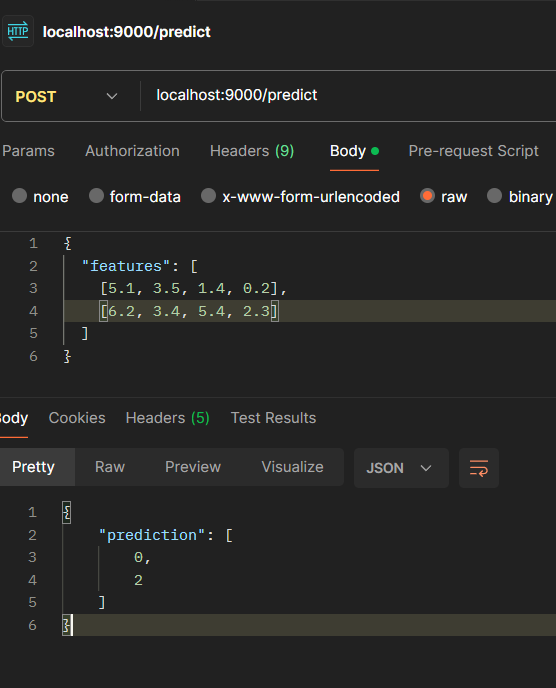 HTTP localhost:9000/predict
POST localhost:9000/predict
Params Authorization Headers (9) Body Pre-request Script
none form-data x-www-form-urlencoded raw binary
1 {
2 "features": [
3 [5.1, 3.5, 1.4, 0.2],
4 [6.2, 3.4, 5.4, 2.3]
5 ]
6 }
Body Cookies Headers (5) Test Results
Pretty Raw Preview Visualize JSON
1 {
2 "prediction": [
3 0,
4 2
5 ]
6 }